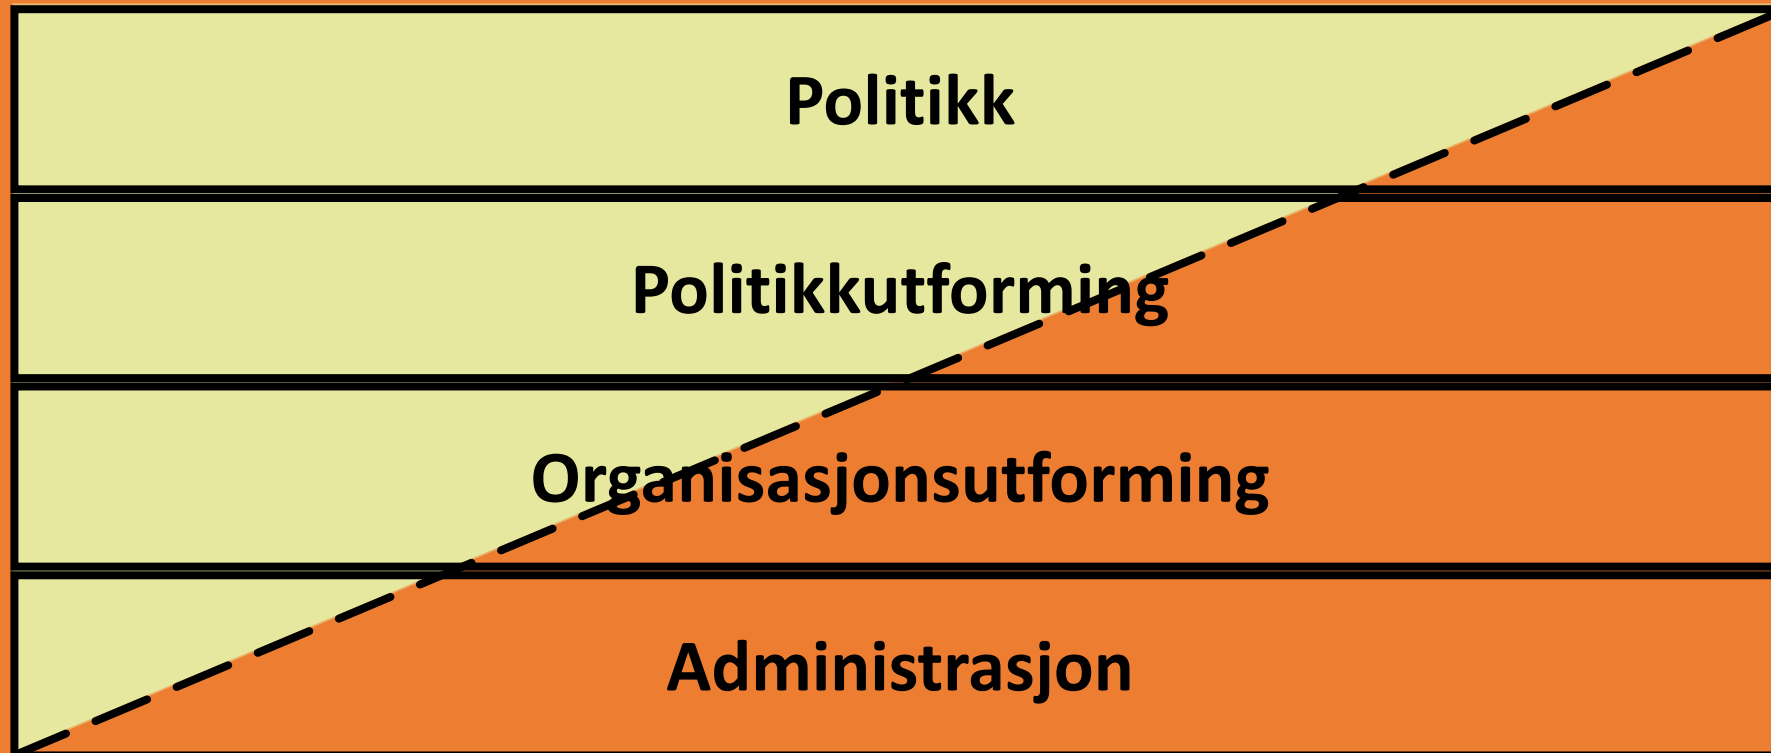 Politikk
Politikkutforming
Organisasjonsutforming
Administrasjon